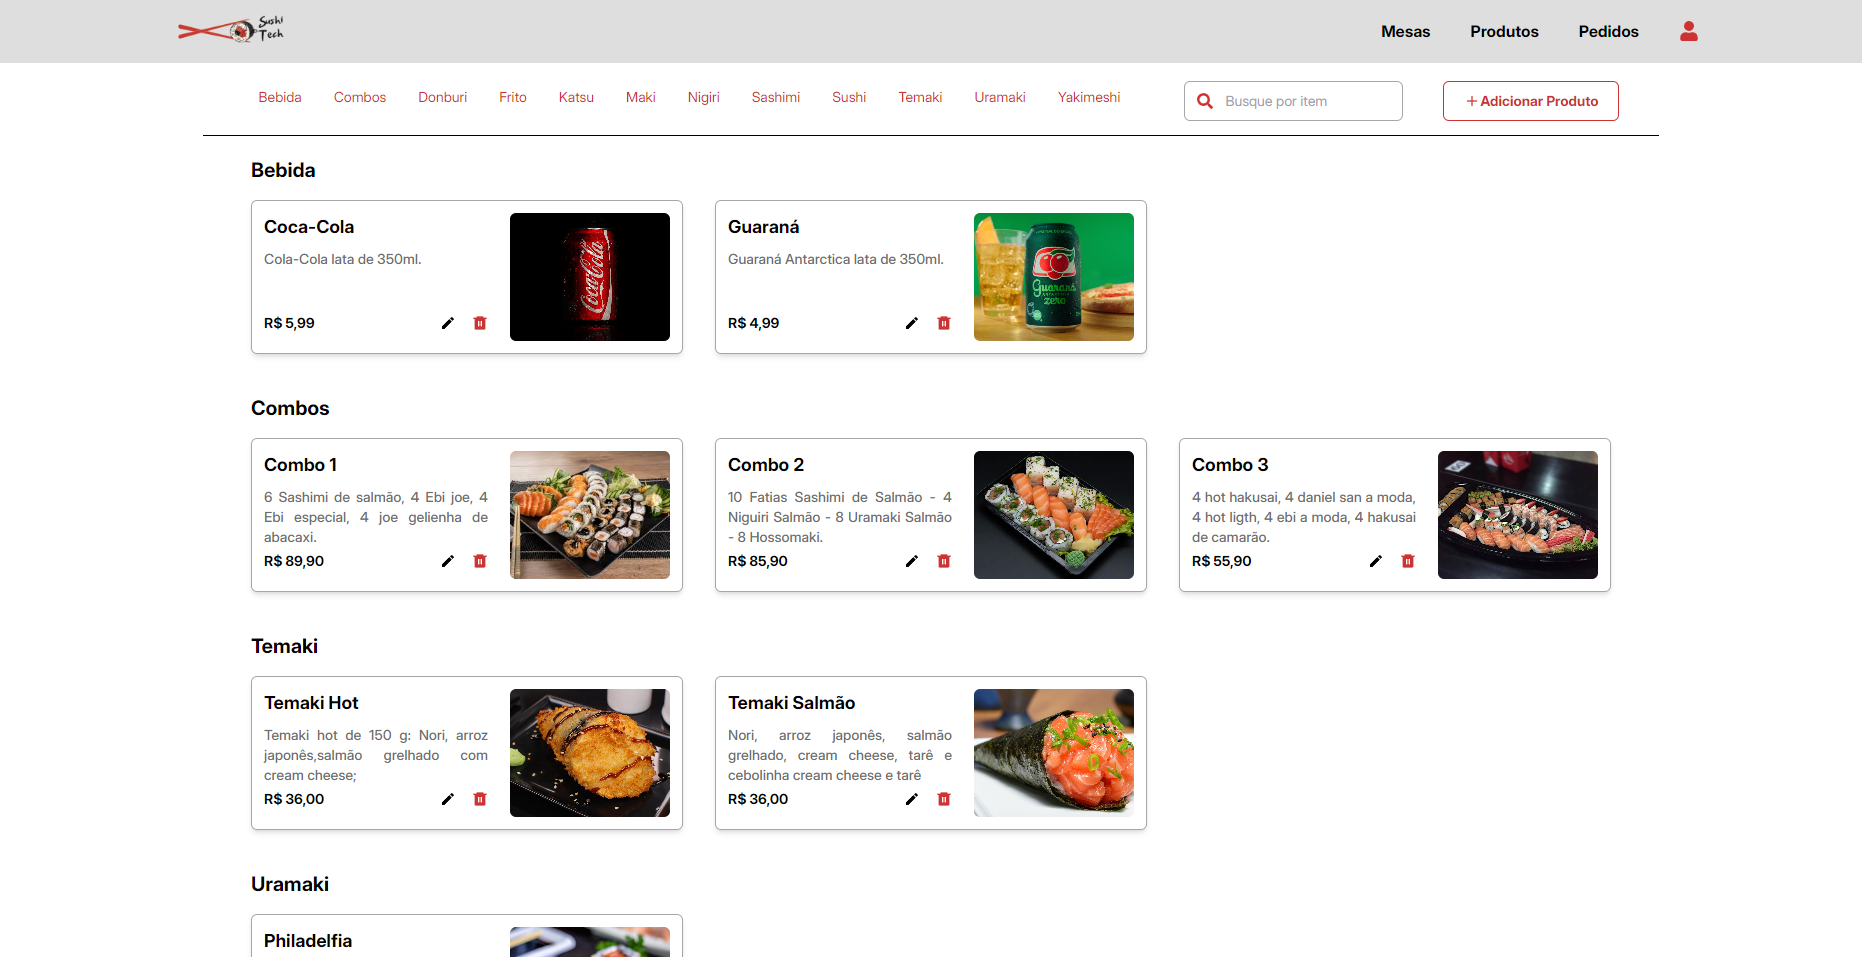 Sushi
Tech
Mesas
Produtos
Pedidos
Bebida
Combos
Donburi
Frito
Katsu
Maki
Nigiri
Sashimi
Sushi
Temaki
Uramaki
Yakimeshi
Busque por item
+ Adicionar Produto
Bebida
Coca-Cola
Cola-Cola lata de 350ml.
R$ 5,99
Coca-Cola
Guaraná
Guaraná Antarctica lata de 350ml.
R$ 4,99
Guaraná
ANTARCTICA
zero
Combos
Combo 1
6 Sashimi de salmão, 4 Ebi joe, 4
Ebi especial, 4 joe gelienha de
abacaxi.
R$ 89,90
Combo 2
10 Fatias Sashimi de Salmão - 4
Niguiri Salmão - 8 Uramaki Salmão
- 8 Hossomaki.
R$ 85,90
Combo 3
4 hot hakusai, 4 daniel san a moda,
4 hot ligth, 4 ebi a moda, 4 hakusai
de camarão.
R$ 55,90
Temaki
Temaki Hot
Temaki hot de 150 g: Nori, arroz
japonês,salmão grelhado com
cream cheese;
R$ 36,00
Temaki Salmão
Nori, arroz japonês, salmão
grelhado, cream cheese, tarê e
cebolinha cream cheese e tarê
R$ 36,00
Uramaki
Philadelfia